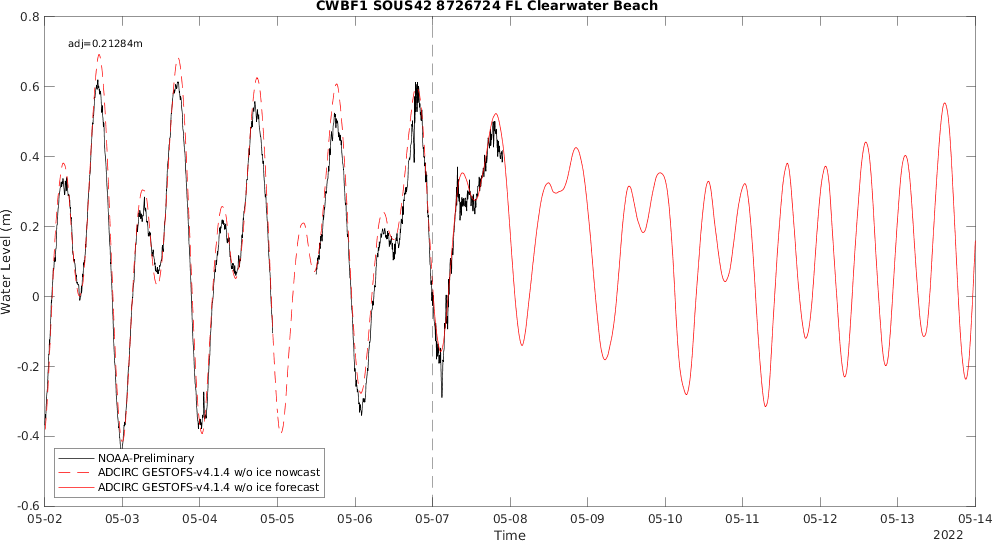 CWBF1 SOUS42 8726724 FL Clearwater Beach
0.8
adj=0.21284m
0.6
0.4
0.2
0
-0.2
-0.4
-0.6
Water Level (m)
NOAA-Preliminary
ADCIRC GESTOFS-v4.1.4 w/o ice nowcast
ADCIRC GESTOFS-v4.1.4 w/o ice forecast
05-02 05-03 05-04 05-05 05-06 05-07 05-08 05-09 05-10 05-11 05-12 05-13 05-14
Time
2022